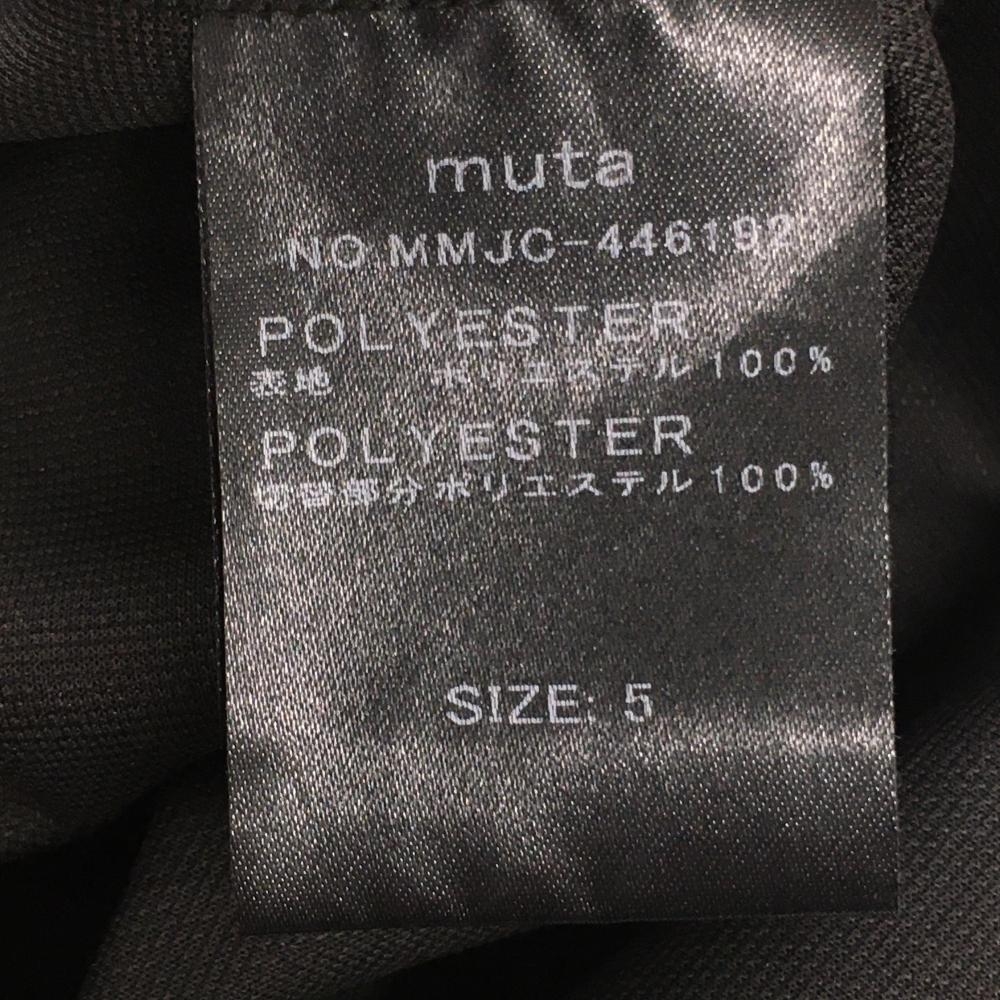 muta
NO.MMJC-446192
POLYESTER
表地 ポリエステル100%
POLYESTER
切替部分ポリエステル100%
SIZE: 5